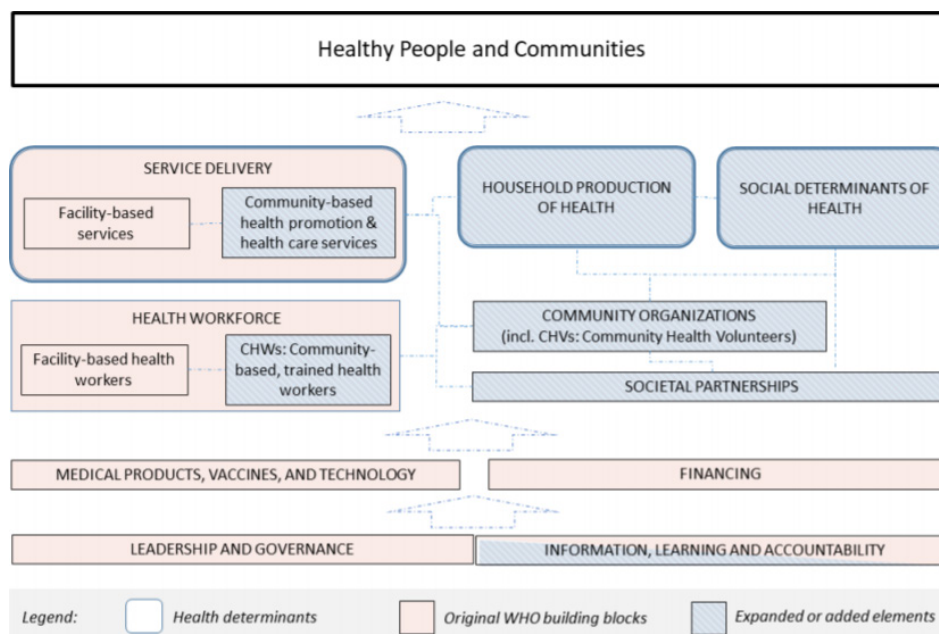 Healthy People and Communities
SERVICE DELIVERY
Facility-based
services
Community-based
health promotion &
health care services
HOUSEHOLD PRODUCTION
OF HEALTH
SOCIAL DETERMINANTS OF
HEALTH
HEALTH WORKFORCE
Facility-based health
workers
CHWs: Community-
based, trained health
workers
COMMUNITY ORGANIZATIONS
(incl. CHVs: Community Health Volunteers)
SOCIETAL PARTNERSHIPS
MEDICAL PRODUCTS, VACCINES, AND TECHNOLOGY
FINANCING
LEADERSHIP AND GOVERNANCE
INFORMATION, LEARNING AND ACCOUNTABILITY
Legend:
Health determinants
Original WHO building blocks
Expanded or added elements